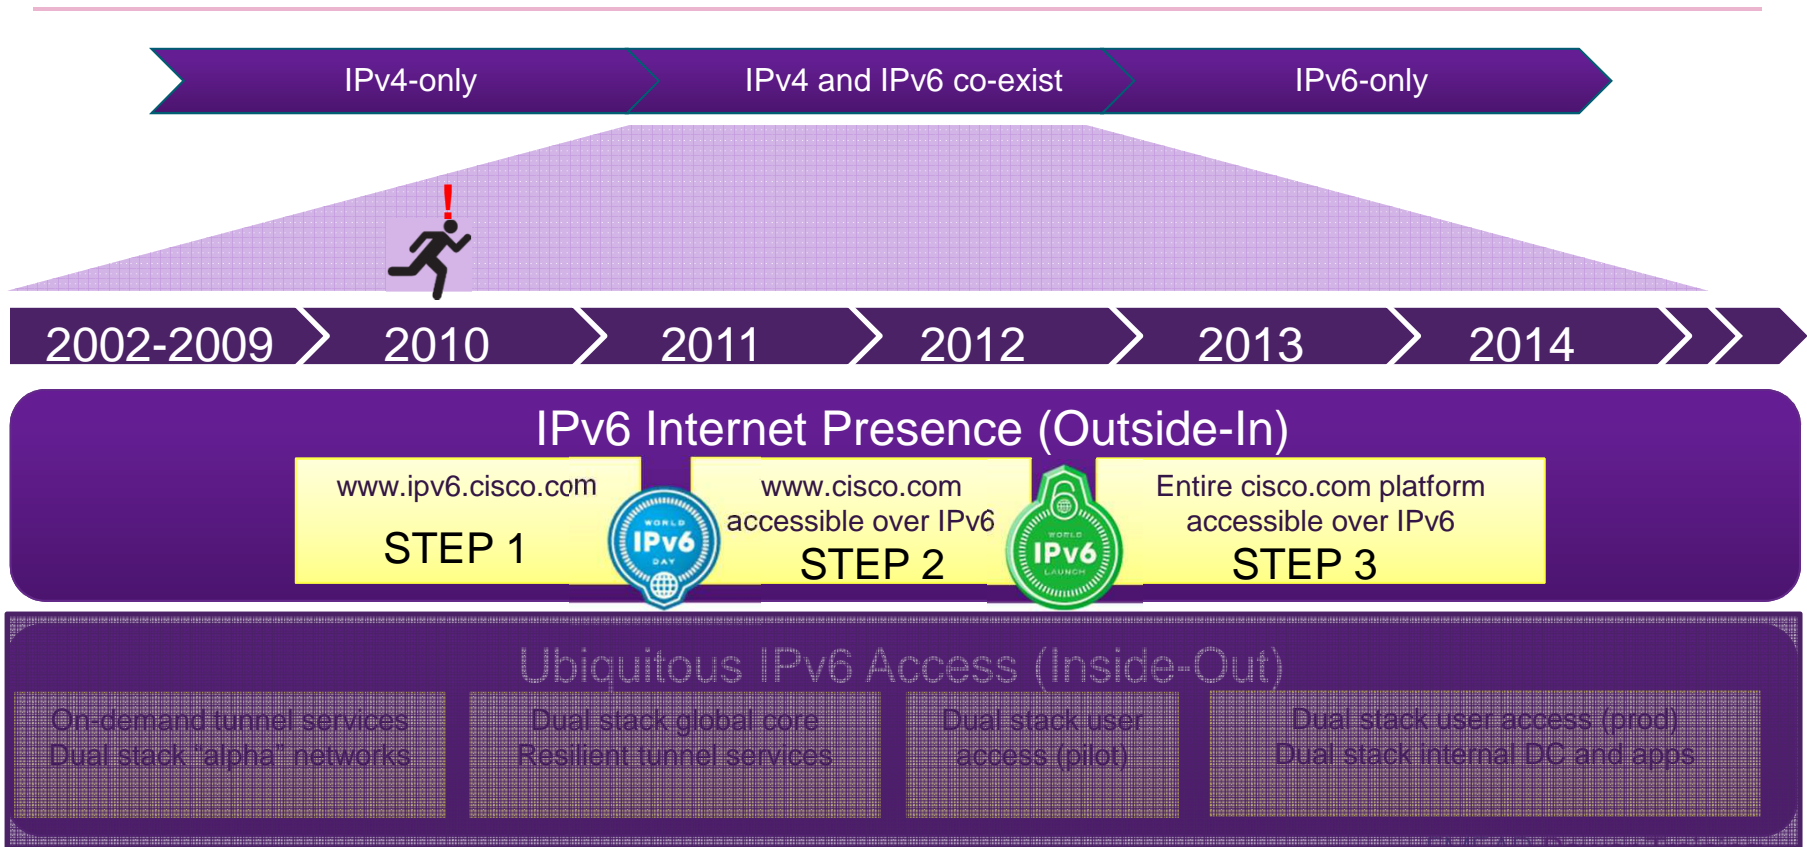 IPv4-only
IPv4 and IPv6 co-exist
IPv6-only
!
2002-2009
2010
2011
2012
2013
2014
IPv6 Internet Presence (Outside-In)
www.ipv6.cisco.com
STEP 1
WORLD
IPv6
DAY
www.cisco.com
accessible over IPv6
STEP 2
WORLD
IPv6
LAUNCH
Entire cisco.com platform
accessible over IPv6
STEP 3
Ubiquitous IPv6 Access (Inside-Out)
On-demand tunnel services
Dual stack "alpha" networks
Dual stack global core
Resilient tunnel services
Dual stack user
access (pilot)
Dual stack user access (prod)
Dual stack internal DC and apps